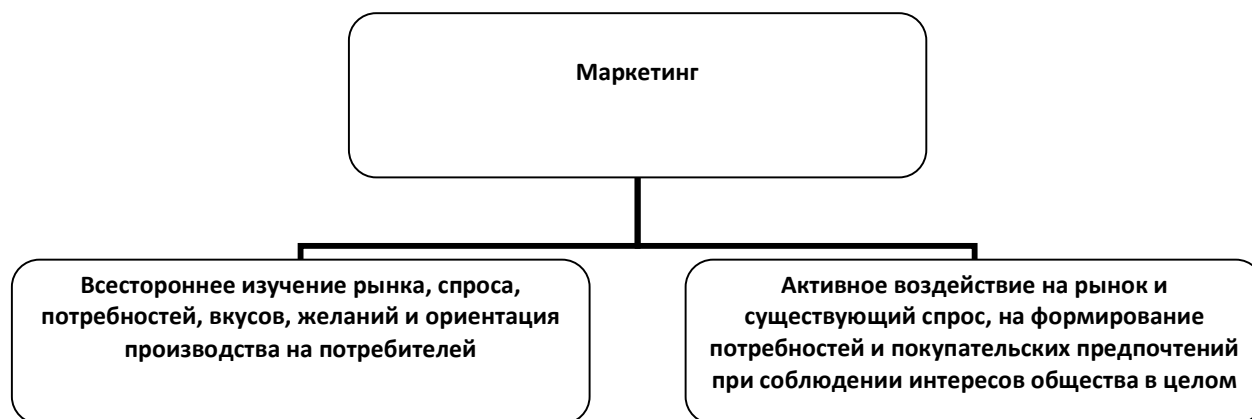 Маркетинг
Всестороннее изучение рынка, спроса,
потребностей, вкусов, желаний и ориентация
производства на потребителей
Активное воздействие на рынок и
существующий спрос, на формирование
потребностей и покупательских предпочтений
при соблюдении интересов общества в целом